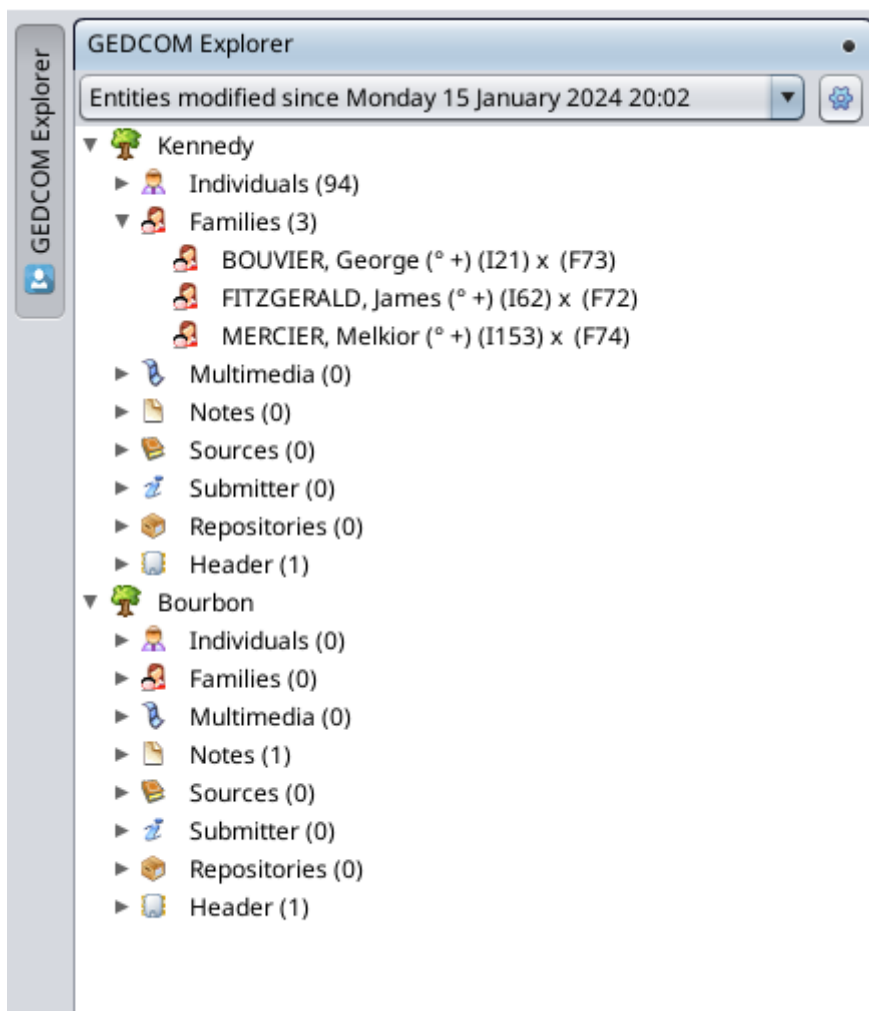 GEDCOM Explorer
GEDCOM Explorer
Entities modified since Monday 15 January 2024 20:02
Kennedy
Individuals (94)
Families (3)
BOUVIER, George (° +) (I21) x (F73)
FITZGERALD, James (° +) (I62) x (F72)
MERCIER, Melkior (° +) (I153) x (F74)
Multimedia (0)
Notes (0)
Sources (0)
Submitter (0)
Repositories (0)
Header (1)
Bourbon
Individuals (0)
Families (0)
Multimedia (0)
Notes (1)
Sources (0)
Submitter (0)
Repositories (0)
Header (1)